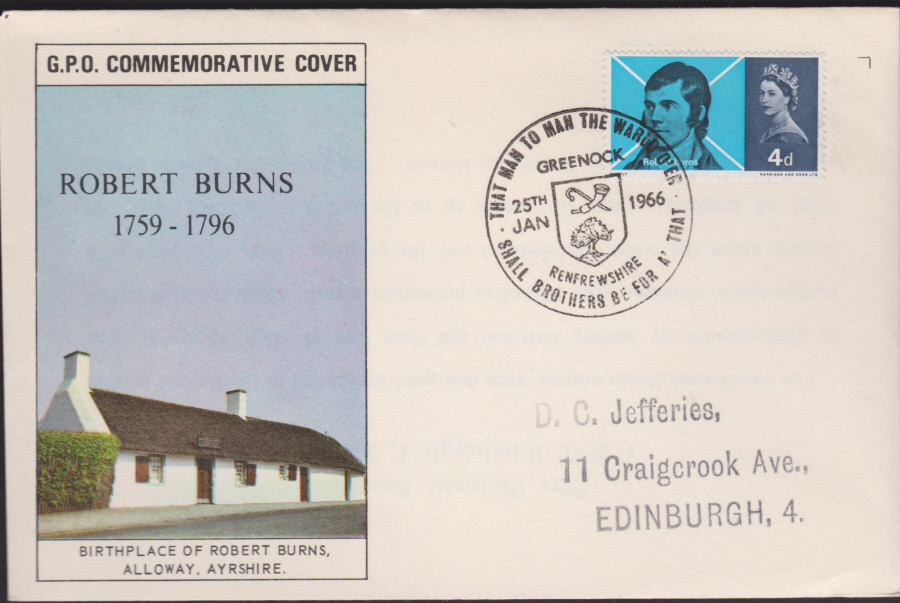 G.P.O. COMMEMORATIVE COVER
ROBERT BURNS
1759 - 1796
BIRTHPLACE OF ROBERT BURNS,
ALLOWAY, AYRSHIRE.
THAT MAN TO MAN THE WARLD O'ER
GREENOCK
25TH JAN 1966
RENFREWSHIRE
SHALL BROTHERS BE FOR A' THAT
Robert Burns
4d
HARRISON AND SONS LTD
D. C. Jefferies,
11 Craigcrook Ave.,
EDINBURGH, 4.